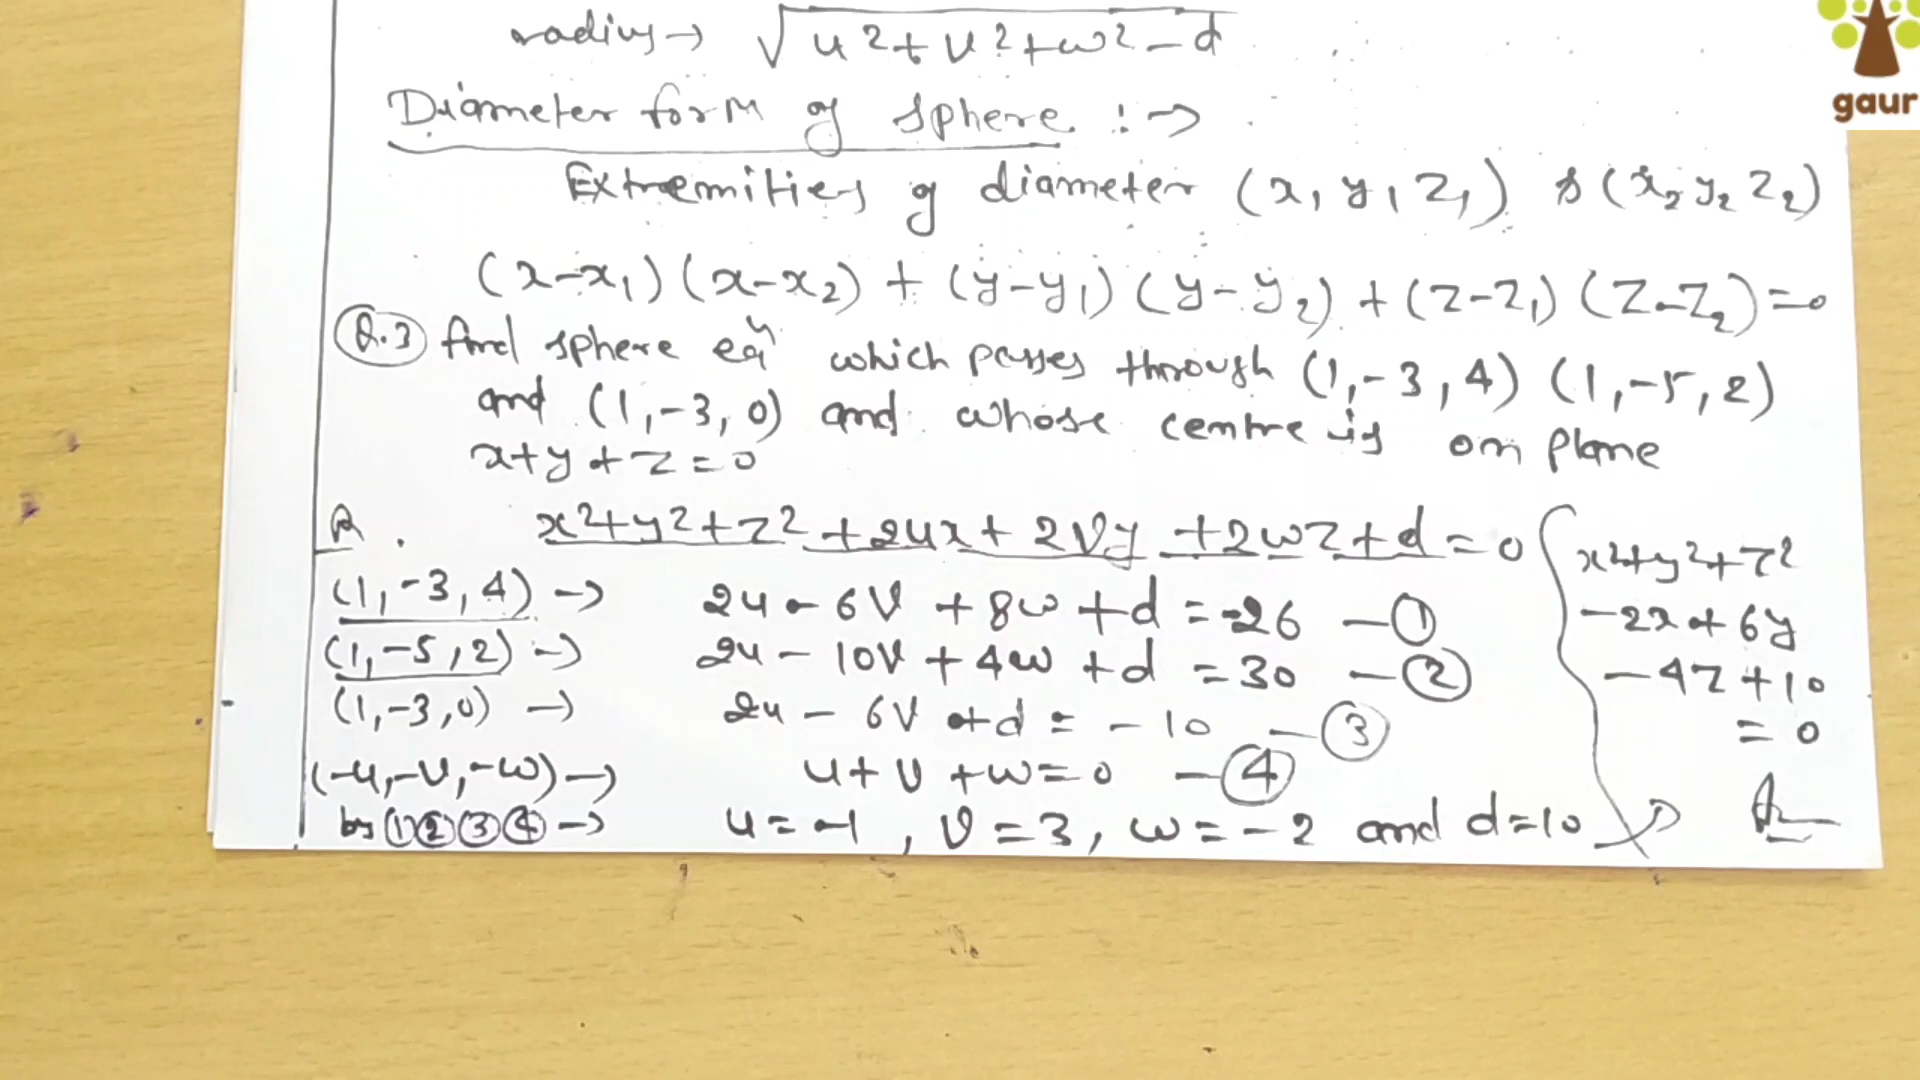 radius → √u²+v²+w²-d
gaur
Diameter form of sphere :→
Extremities of diameter (x₁ y₁ z₁) & (x₂ y₂ z₂)
(x-x₁)(x-x₂) + (y-y₁)(y-y₂) + (z-z₁)(z-z₂)=0
Q.3 find sphere eqⁿ which passes through (1,-3,4) (1,-5,2)
and (1,-3,0) and whose centre is on plane
x+y+z=0
A. x²+y²+z²+2ux+2vy+2wz+d=0
(1,-3,4) → 2u-6v+8w+d=-26 —①
(1,-5,2) → 2u-10v+4w+d=30 —②
(1,-3,0) → 2u-6v+d=-10 —③
(-u,-v,-w) → u+v+w=0 —④
by ①②③④ → u=-1, v=3, w=-2 and d=10
x²+y²+z²
-2x+6y
-4z+10
=0
A